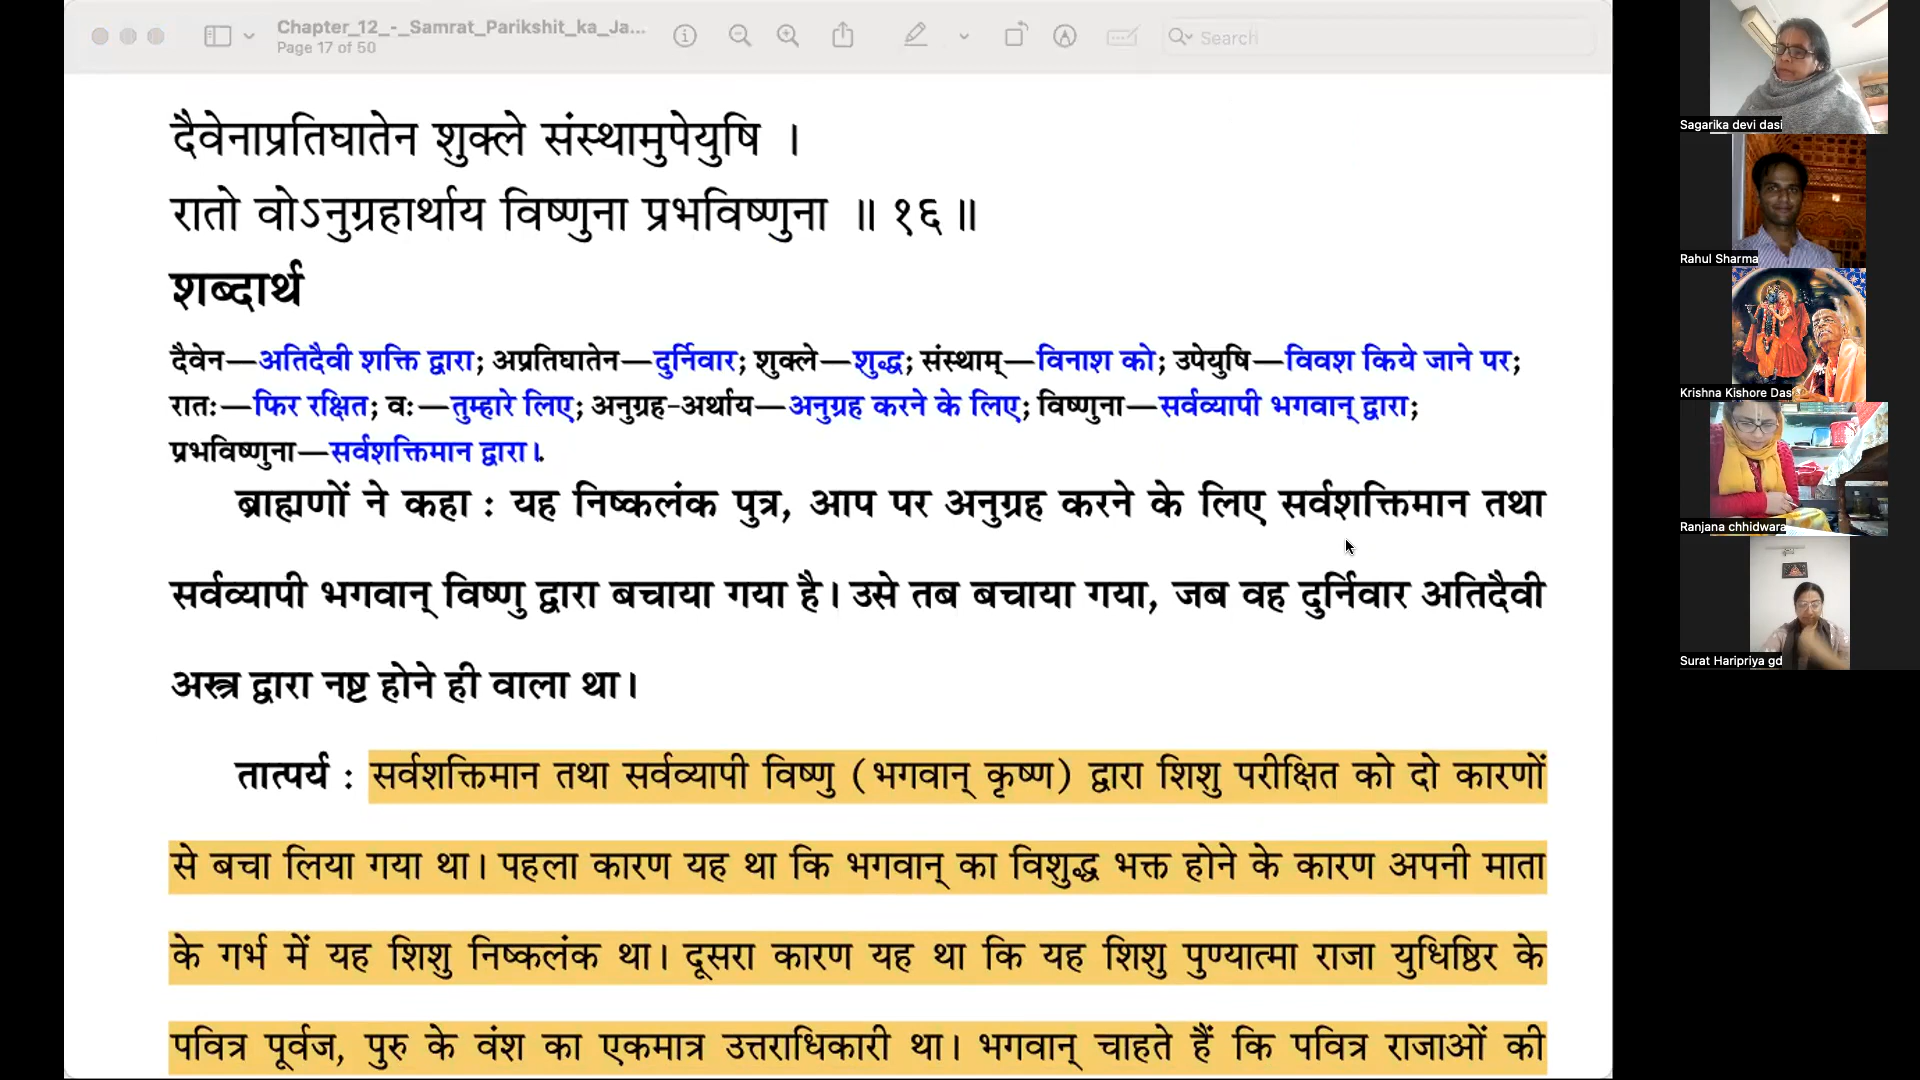 Chapter_12_-_Samrat_Parikshit_ka_Ja...
Page 17 of 50
Search
दैवेनाप्रतिघातेन शुक्ले संस्थामुपेयुषि ।
रातो वोऽनुग्रहार्थाय विष्णुना प्रभविष्णुना ॥ १६ ॥
शब्दार्थ
दैवेन—अतिदैवी शक्ति द्वारा; अप्रतिघातेन—दुर्निवार; शुक्ले—शुद्ध; संस्थाम्—विनाश को; उपेयुषि—विवश किये जाने पर;
रातः—फिर रक्षित; वः—तुम्हारे लिए; अनुग्रह-अर्थाय—अनुग्रह करने के लिए; विष्णुना—सर्वव्यापी भगवान् द्वारा;
प्रभविष्णुना—सर्वशक्तिमान द्वारा।.
ब्राह्मणों ने कहा : यह निष्कलंक पुत्र, आप पर अनुग्रह करने के लिए सर्वशक्तिमान तथा
सर्वव्यापी भगवान् विष्णु द्वारा बचाया गया है। उसे तब बचाया गया, जब वह दुर्निवार अतिदैवी
अस्त्र द्वारा नष्ट होने ही वाला था।
तात्पर्य : सर्वशक्तिमान तथा सर्वव्यापी विष्णु (भगवान् कृष्ण) द्वारा शिशु परीक्षित को दो कारणों
से बचा लिया गया था। पहला कारण यह था कि भगवान् का विशुद्ध भक्त होने के कारण अपनी माता
के गर्भ में यह शिशु निष्कलंक था। दूसरा कारण यह था कि यह शिशु पुण्यात्मा राजा युधिष्ठिर के
पवित्र पूर्वज, पुरु के वंश का एकमात्र उत्तराधिकारी था। भगवान् चाहते हैं कि पवित्र राजाओं की
Sagarika devi dasi
Rahul Sharma
Krishna Kishore Das
Ranjana chhidwara
Surat Haripriya gd